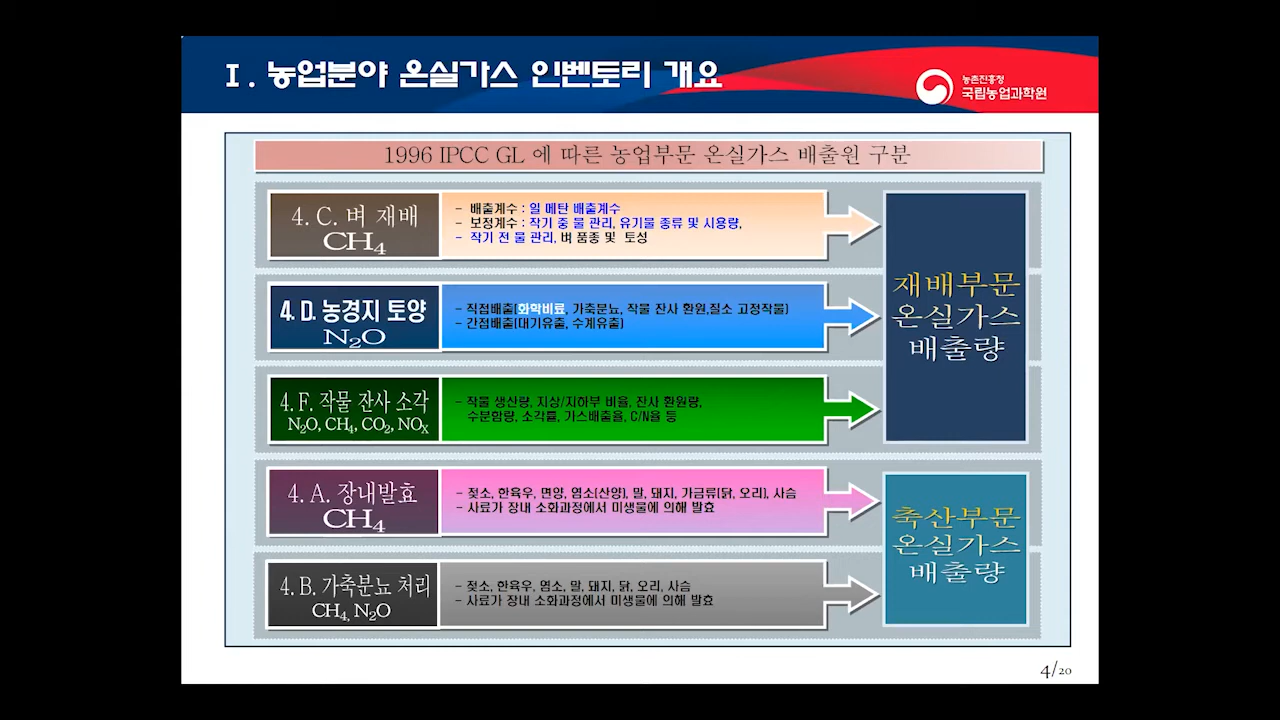 Ⅰ. 농업분야 온실가스 인벤토리 개요
농촌진흥청
국립농업과학원
1996 IPCC GL 에 따른 농업부문 온실가스 배출원 구분
4. C. 벼 재배
CH₄
- 배출계수 : 일 메탄 배출계수
- 보정계수 : 작기 중 물 관리, 유기물 종류 및 시용량,
- 작기 전 물 관리, 벼 품종 및 토성
4. D. 농경지 토양
N₂O
- 직접배출(화학비료, 가축분뇨, 작물 잔사 환원,질소 고정작물)
- 간접배출(대기유출, 수계유출)
4. F. 작물 잔사 소각
N₂O, CH₄, CO₂, NOₓ
- 작물 생산량, 지상/지하부 비율, 잔사 환원량,
수분함량, 소각률, 가스배출율, C/N율 등
재배부문
온실가스
배출량
4. A. 장내발효
CH₄
- 젖소, 한육우, 면양, 염소(산양), 말, 돼지, 가금류(닭, 오리), 사슴
- 사료가 장내 소화과정에서 미생물에 의해 발효
4. B. 가축분뇨 처리
CH₄, N₂O
- 젖소, 한육우, 염소, 말, 돼지, 닭, 오리, 사슴
- 사료가 장내 소화과정에서 미생물에 의해 발효
축산부문
온실가스
배출량
4/20